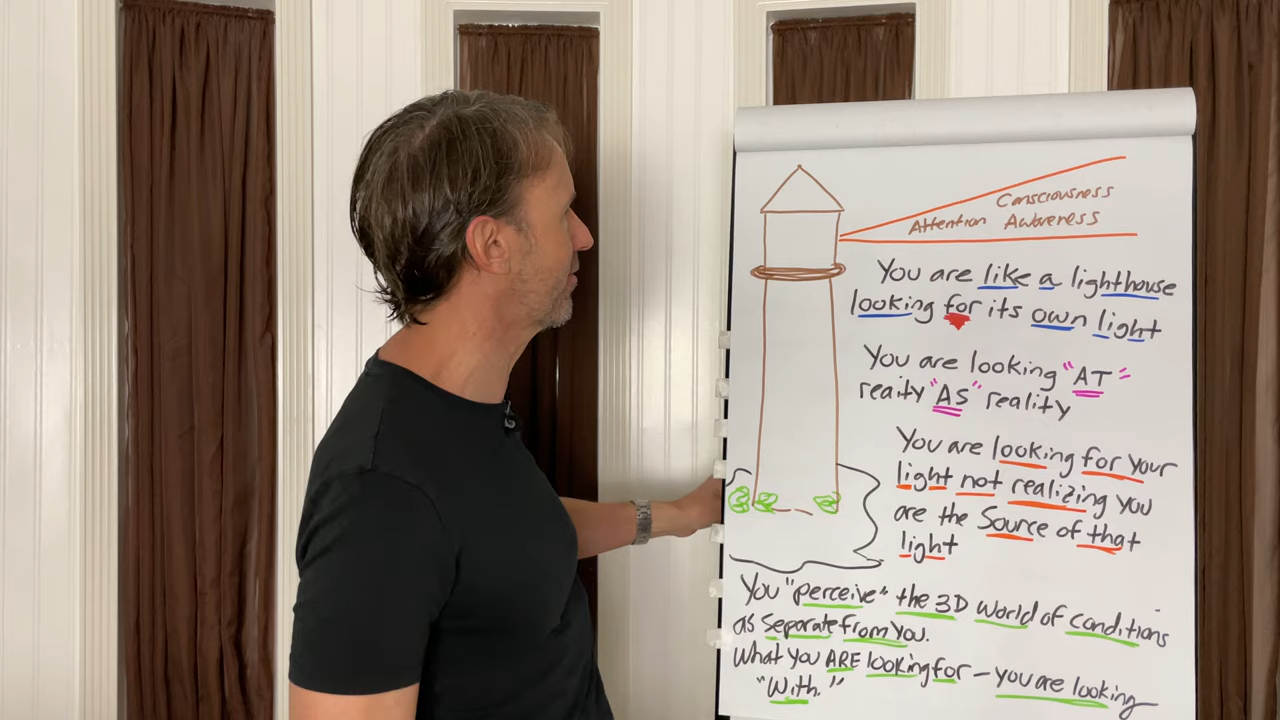 Consciousness
Attention Awareness
You are like a lighthouse
looking for its own light
You are looking "AT"
reaity "AS" reality
You are looking for your
light not realizing you
are the Source of that
light
You "perceive" the 3D World of conditions
as separate from you.
What you ARE looking for – you are looking
"With."